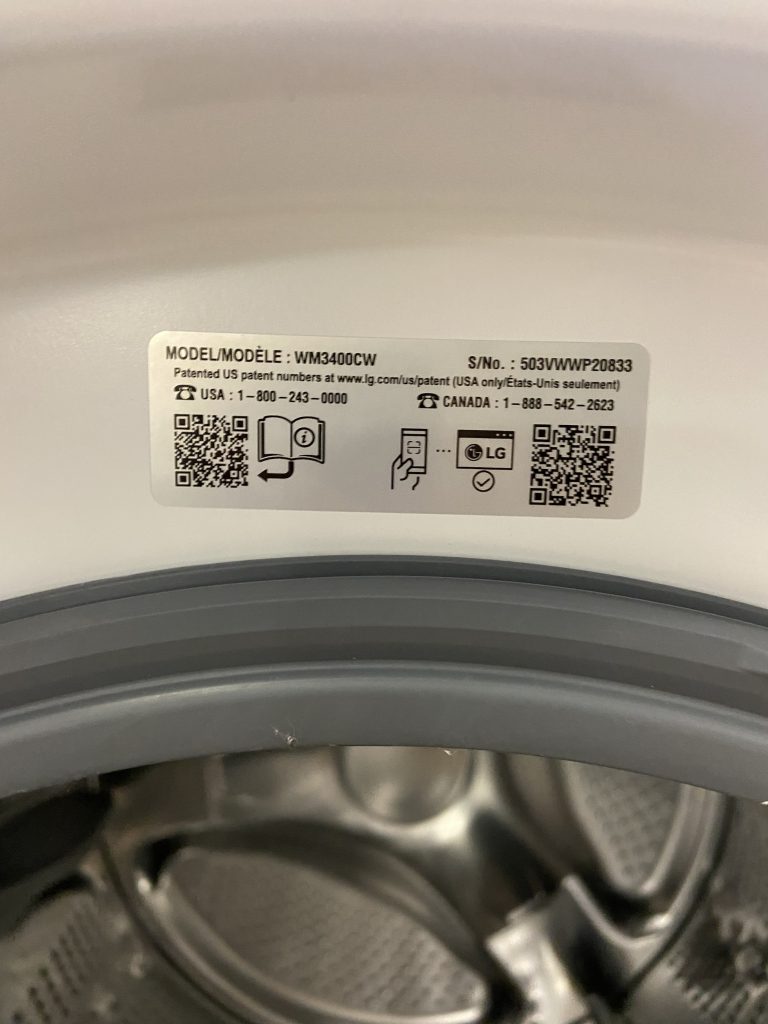 MODEL/MODÈLE : WM3400CW S/No. : 503VWWP20833
Patented US patent numbers at www.lg.com/us/patent (USA only/États-Unis seulement)
USA : 1-800-243-0000 CANADA : 1-888-542-2623
LG